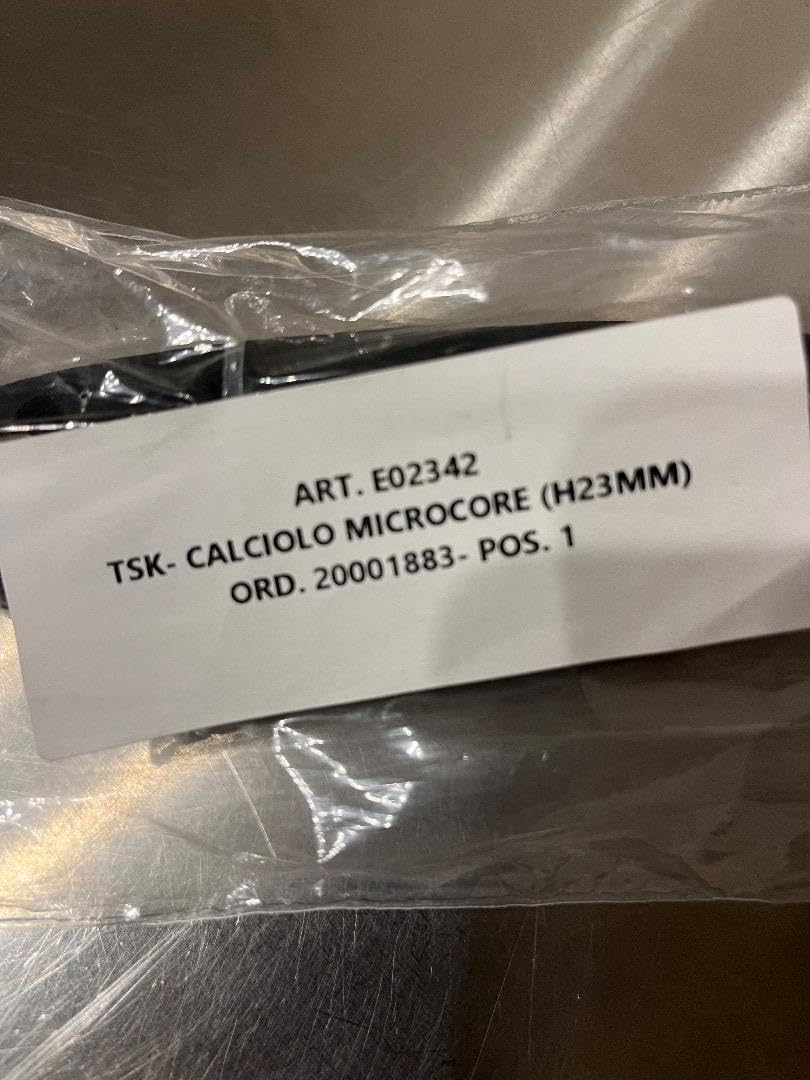 ART. E02342
TSK- CALCIOLO MICROCORE (H23MM)
ORD. 20001883- POS. 1